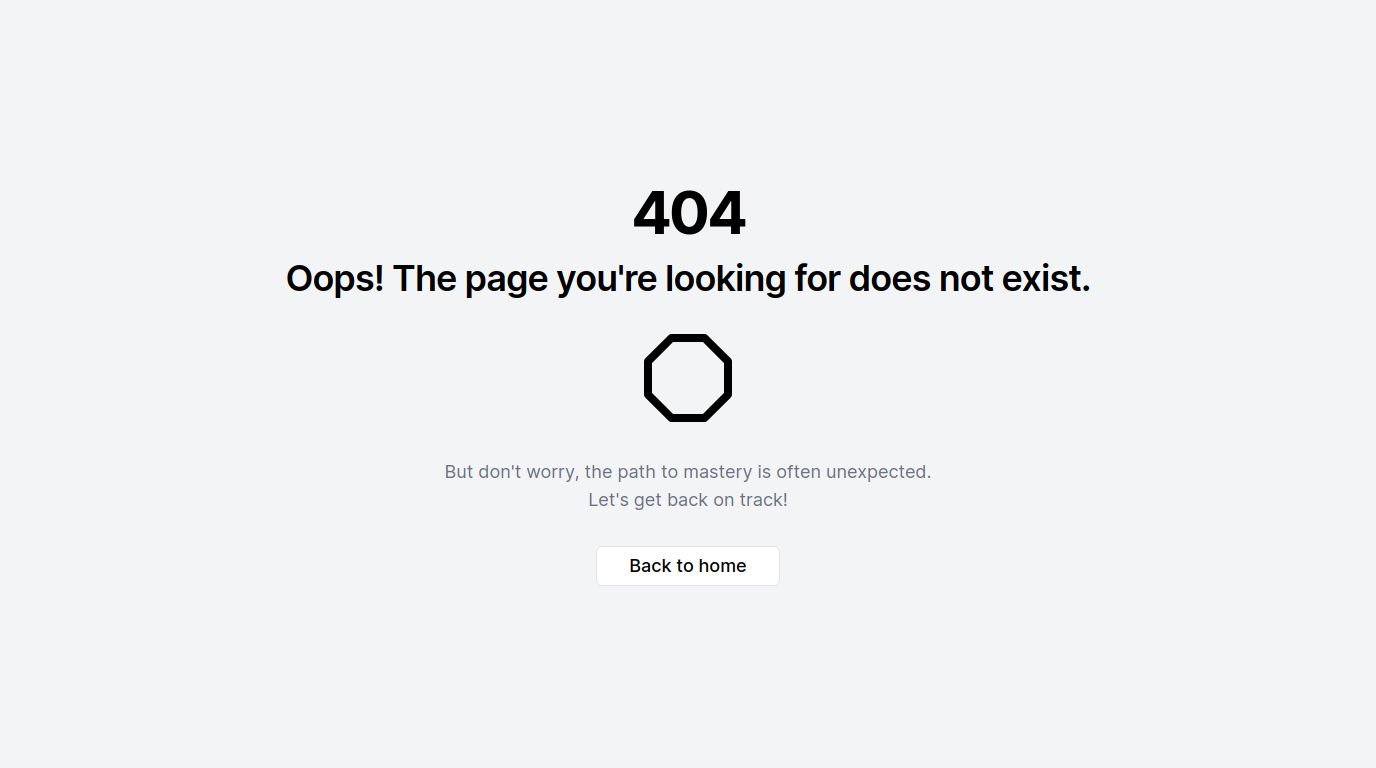 404
Oops! The page you're looking for does not exist.
But don't worry, the path to mastery is often unexpected.
Let's get back on track!
Back to home